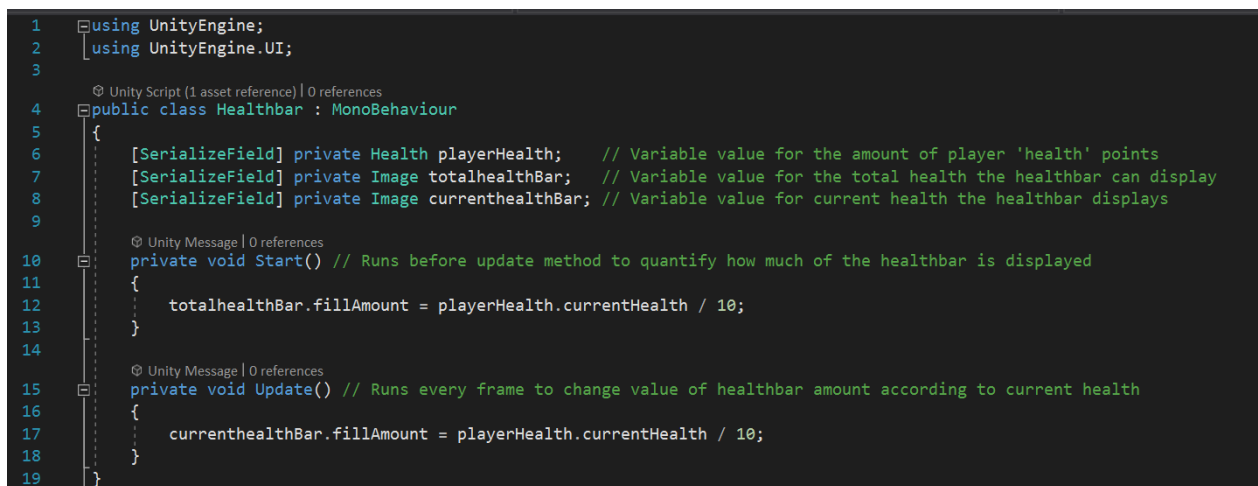 1 using UnityEngine;
2 using UnityEngine.UI;
3
Unity Script (1 asset reference) | 0 references
4 public class Healthbar : MonoBehaviour
5 {
6 [SerializeField] private Health playerHealth; // Variable value for the amount of player 'health' points
7 [SerializeField] private Image totalhealthBar; // Variable value for the total health the healthbar can display
8 [SerializeField] private Image currenthealthBar; // Variable value for current health the healthbar displays
9
Unity Message | 0 references
10 private void Start() // Runs before update method to quantify how much of the healthbar is displayed
11 {
12 totalhealthBar.fillAmount = playerHealth.currentHealth / 10;
13 }
14
Unity Message | 0 references
15 private void Update() // Runs every frame to change value of healthbar amount according to current health
16 {
17 currenthealthBar.fillAmount = playerHealth.currentHealth / 10;
18 }
19 }